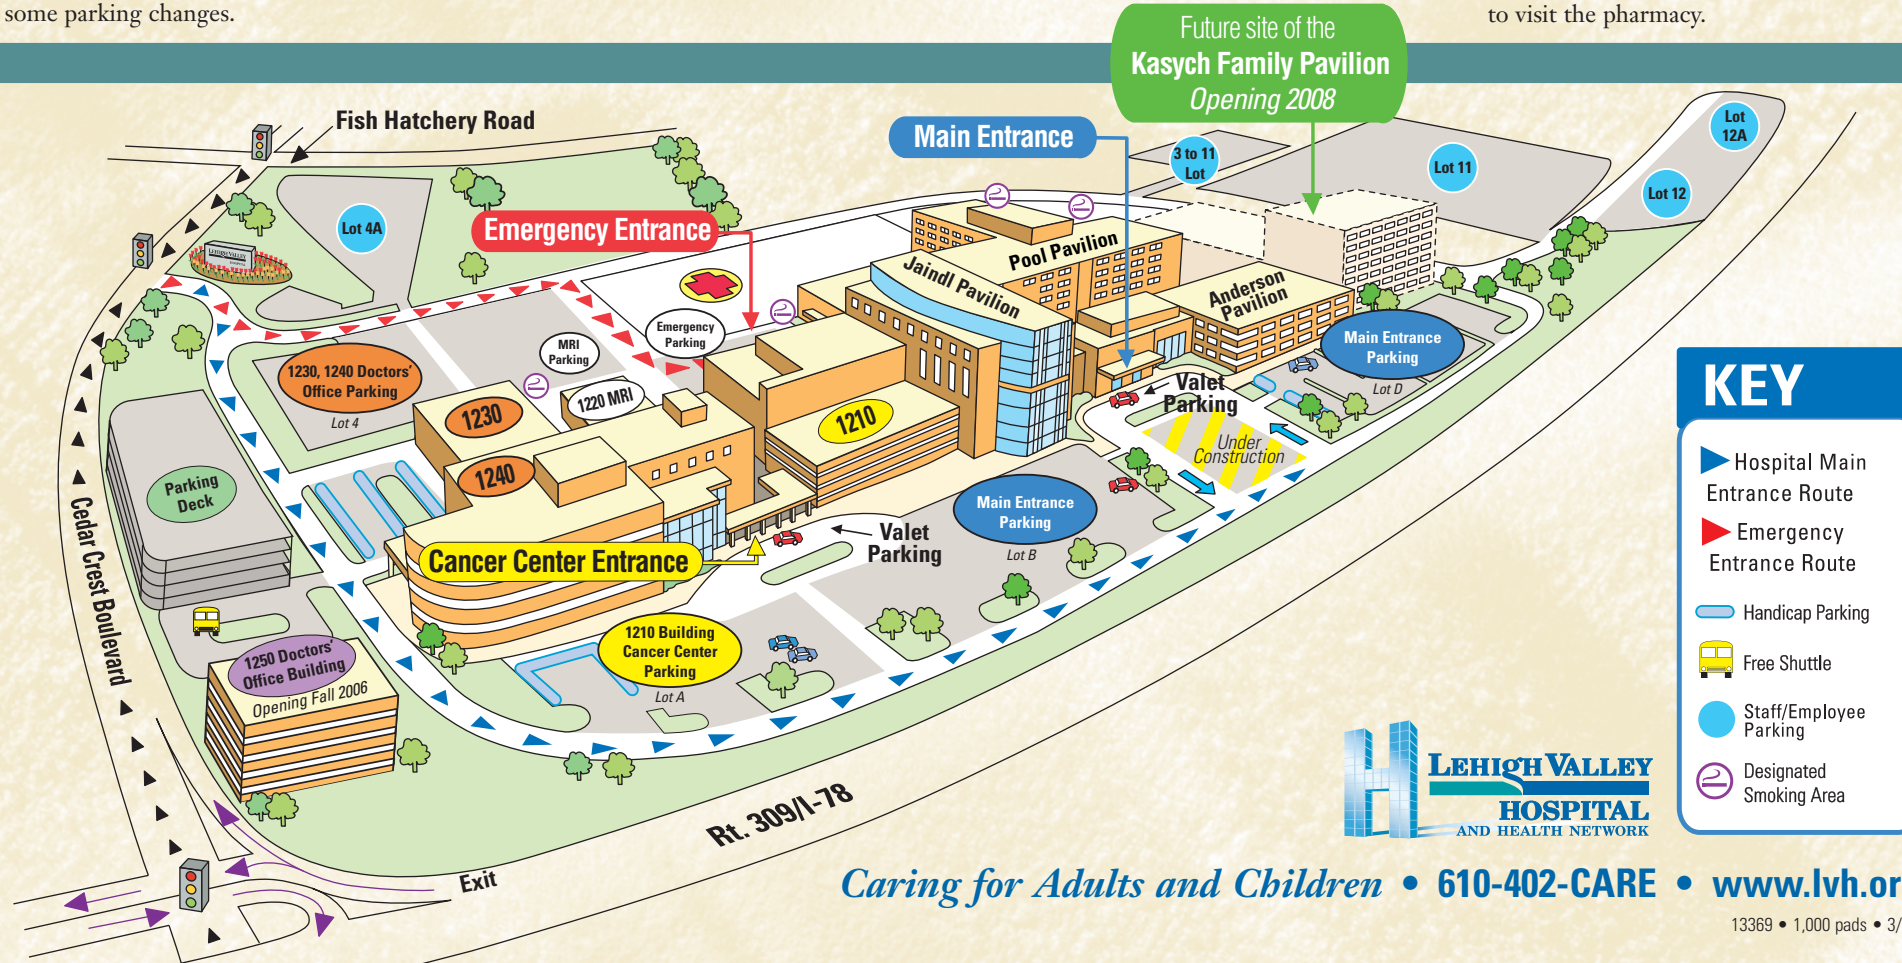 some parking changes.
to visit the pharmacy.
Future site of the
Kasych Family Pavilion
Opening 2008
Fish Hatchery Road
Main Entrance
3 to 11
Lot
Lot 11
Lot
12A
Lot 12
Lot 4A
Emergency Entrance
LEHIGH VALLEY
HOSPITAL
Pool Pavilion
Jaindl Pavilion
Anderson
Pavilion
Emergency
Parking
MRI
Parking
Main Entrance
Parking
Lot D
1230, 1240 Doctors'
Office Parking
Lot 4
1230
1220 MRI
1210
1240
Valet
Parking
Under
Construction
Parking
Deck
Main Entrance
Parking
Lot B
Valet
Parking
Cancer Center Entrance
Cedar Crest Boulevard
1250 Doctors'
Office Building
Opening Fall 2006
1210 Building
Cancer Center
Parking
Lot A
Rt. 309/I-78
Exit
KEY
Hospital Main
Entrance Route
Emergency
Entrance Route
Handicap Parking
Free Shuttle
Staff/Employee
Parking
Designated
Smoking Area
LEHIGH VALLEY
HOSPITAL
AND HEALTH NETWORK
Caring for Adults and Children • 610-402-CARE • www.lvh.or
13369 • 1,000 pads • 3/